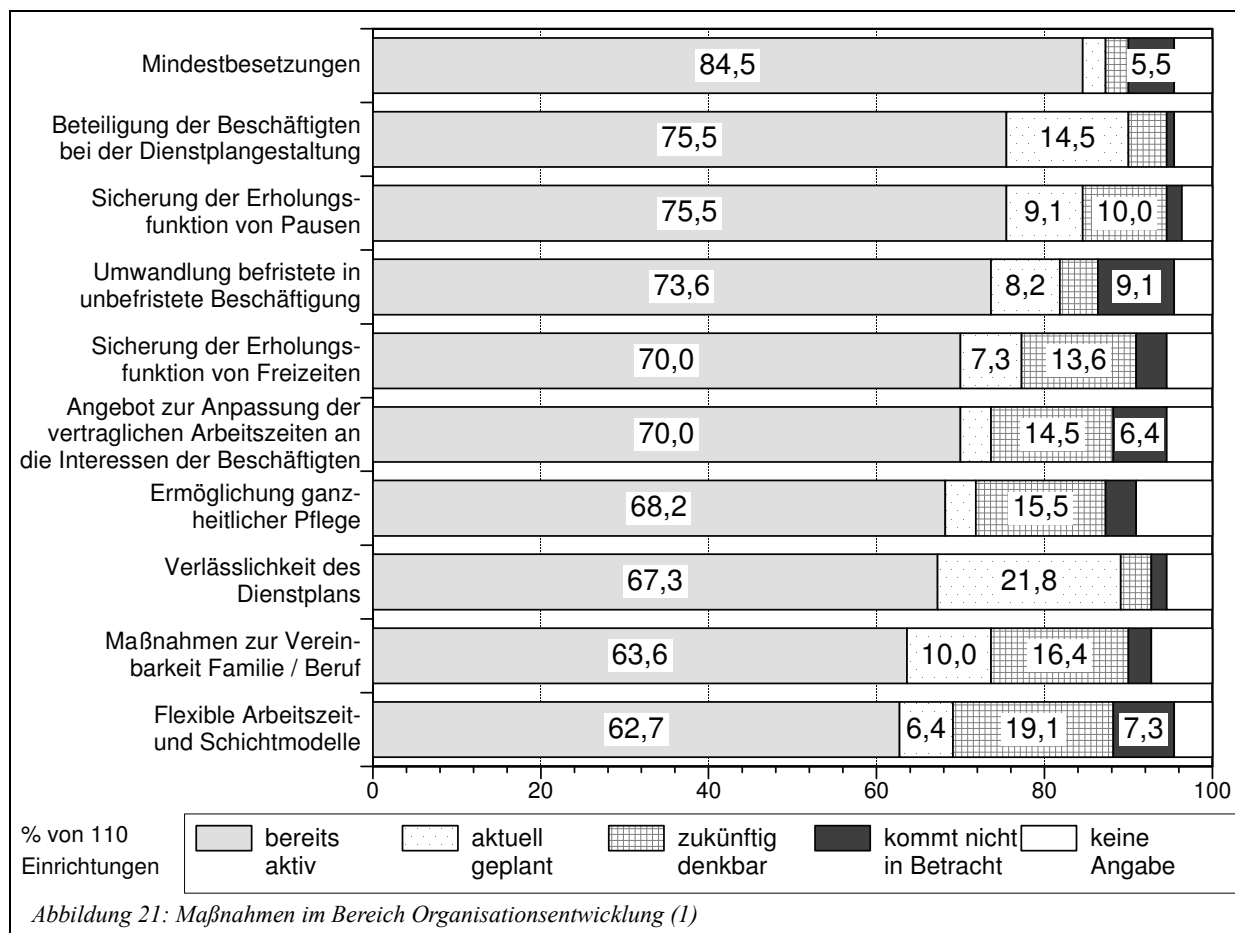 Mindestbesetzungen
84,5
5,5
Beteiligung der Beschäftigten
bei der Dienstplangestaltung
75,5
14,5
Sicherung der Erholungs-
funktion von Pausen
75,5
9,1
10,0
Umwandlung befristete in
unbefristete Beschäftigung
73,6
8,2
9,1
Sicherung der Erholungs-
funktion von Freizeiten
70,0
7,3
13,6
Angebot zur Anpassung der
vertraglichen Arbeitszeiten an
die Interessen der Beschäftigten
70,0
14,5
6,4
Ermöglichung ganz-
heitlicher Pflege
68,2
15,5
Verlässlichkeit des
Dienstplans
67,3
21,8
Maßnahmen zur Verein-
barkeit Familie / Beruf
63,6
10,0
16,4
Flexible Arbeitszeit-
und Schichtmodelle
62,7
6,4
19,1
7,3
0 20 40 60 80 100
% von 110
Einrichtungen
bereits
aktiv
aktuell
geplant
zukünftig
denkbar
kommt nicht
in Betracht
keine
Angabe
Abbildung 21: Maßnahmen im Bereich Organisationsentwicklung (1)